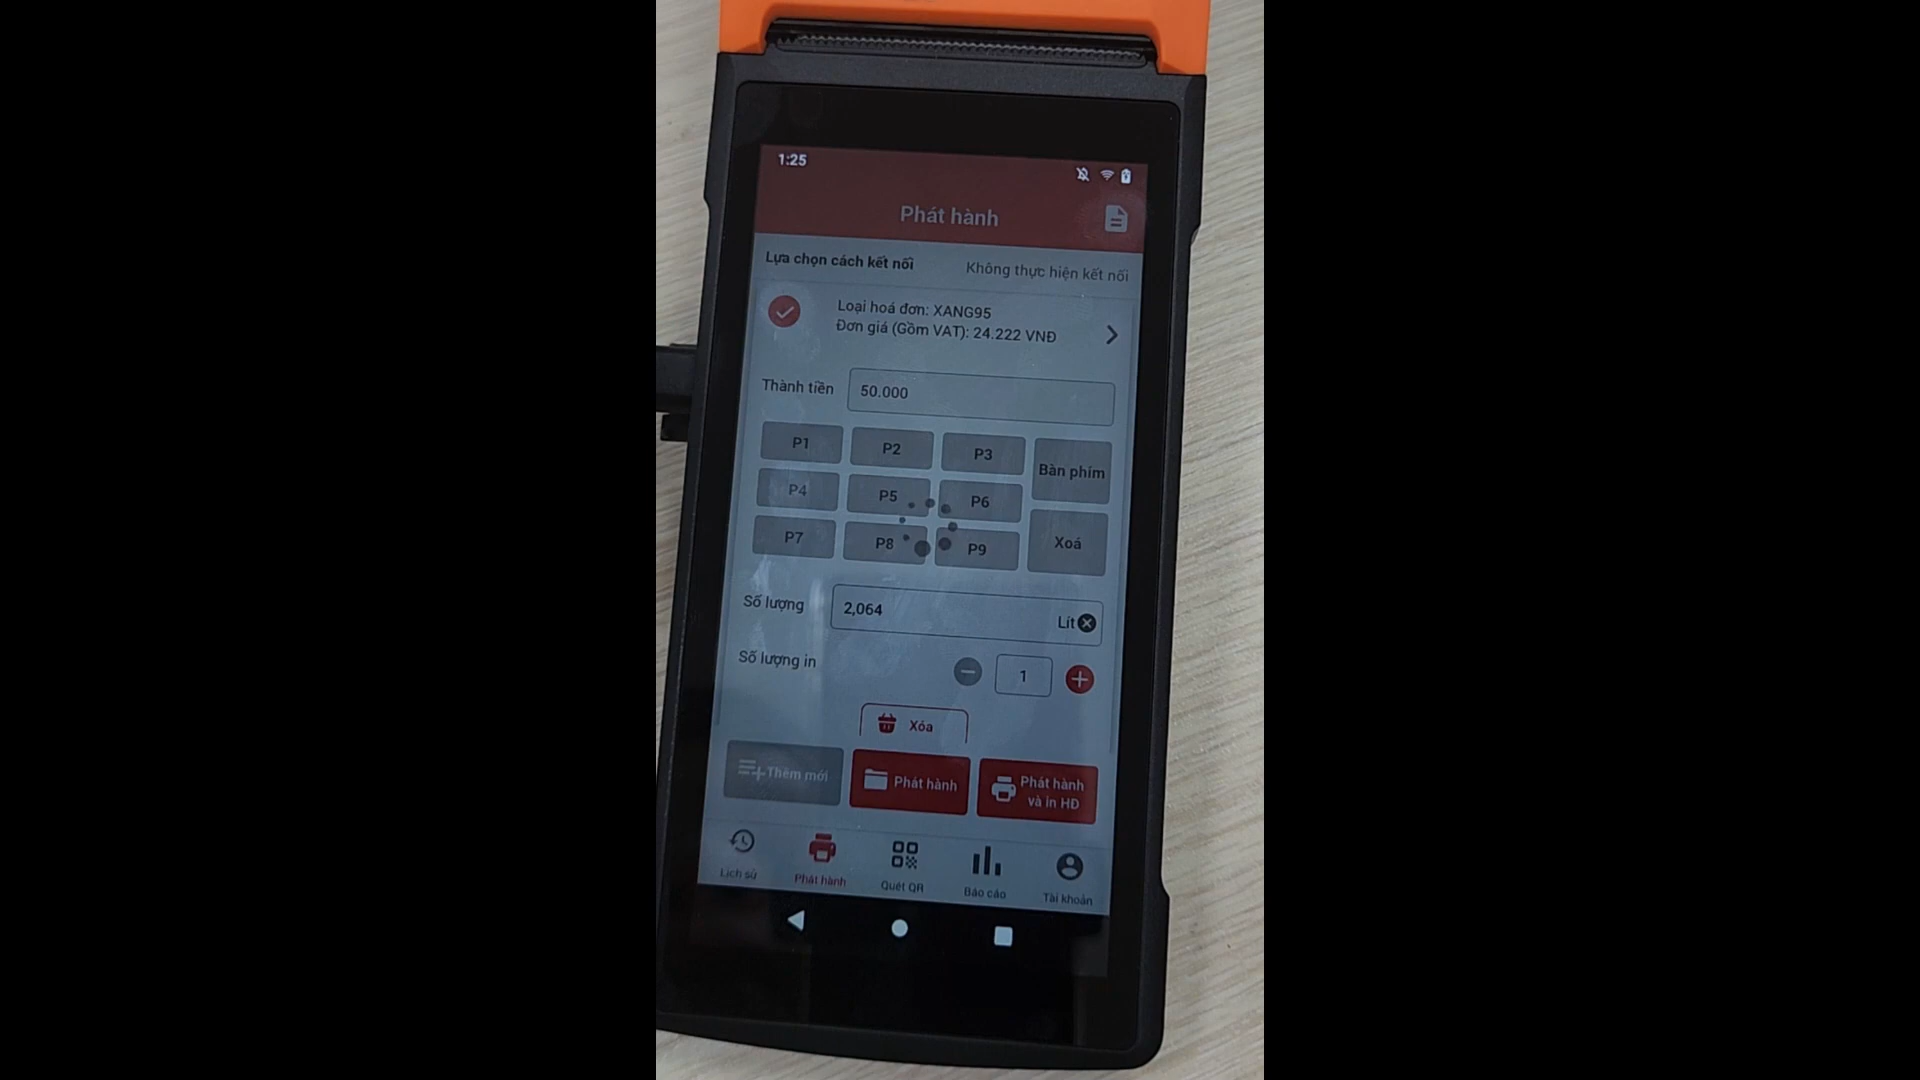 1:25
Phát hành
Lựa chọn cách kết nối
Không thực hiện kết nối
Loại hoá đơn: XANG95
Đơn giá (Gồm VAT): 24.222 VNĐ
Thành tiền
50.000
P1
P2
P3
Bàn phím
P4
P5
P6
P7
P8
P9
Xoá
Số lượng
2,064
Lít
Số lượng in
1
Xóa
Thêm mới
Phát hành
Phát hành
và in HĐ
Lịch sử
Phát hành
Quét QR
Báo cáo
Tài khoản